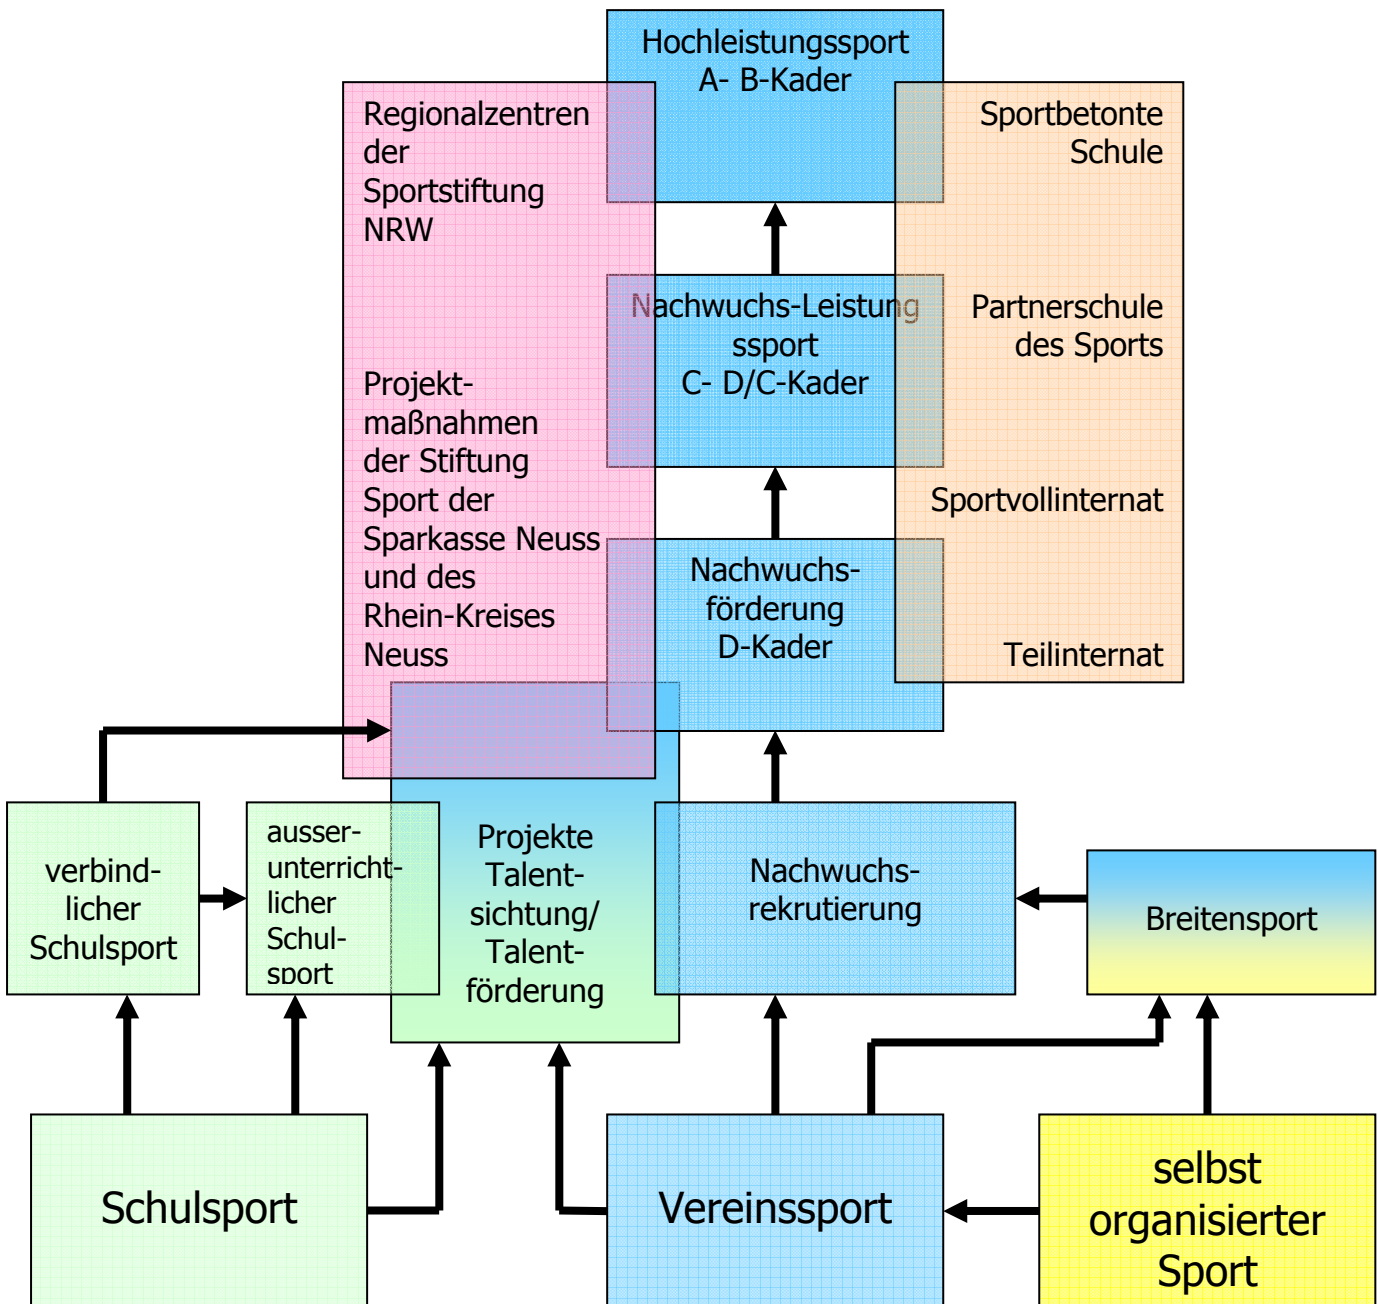 Hochleistungssport
A- B-Kader
Regionalzentren
der
Sportstiftung
NRW
Projekt-
maßnahmen
der Stiftung
Sport der
Sparkasse Neuss
und des
Rhein-Kreises
Neuss
Sportbetonte
Schule
Partnerschule
des Sports
Sportvollinternat
Teilinternat
Nachwuchs-Leistung
ssport
C- D/C-Kader
Nachwuchs-
förderung
D-Kader
verbind-
licher
Schulsport
ausser-
unterricht-
licher
Schul-
sport
Projekte
Talent-
sichtung/
Talent-
förderung
Nachwuchs-
rekrutierung
Breitensport
Schulsport
Vereinssport
selbst
organisierter
Sport